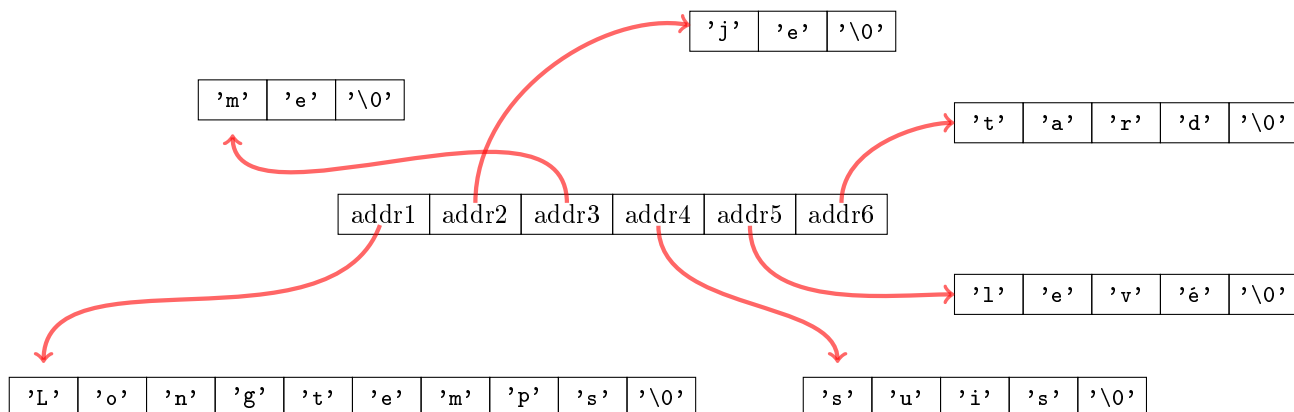 'j' 'e' '\0'
'm' 'e' '\0'
't' 'a' 'r' 'd' '\0'
addr1 addr2 addr3 addr4 addr5 addr6
'l' 'e' 'v' 'é' '\0'
'L' 'o' 'n' 'g' 't' 'e' 'm' 'p' 's' '\0'
's' 'u' 'i' 's' '\0'